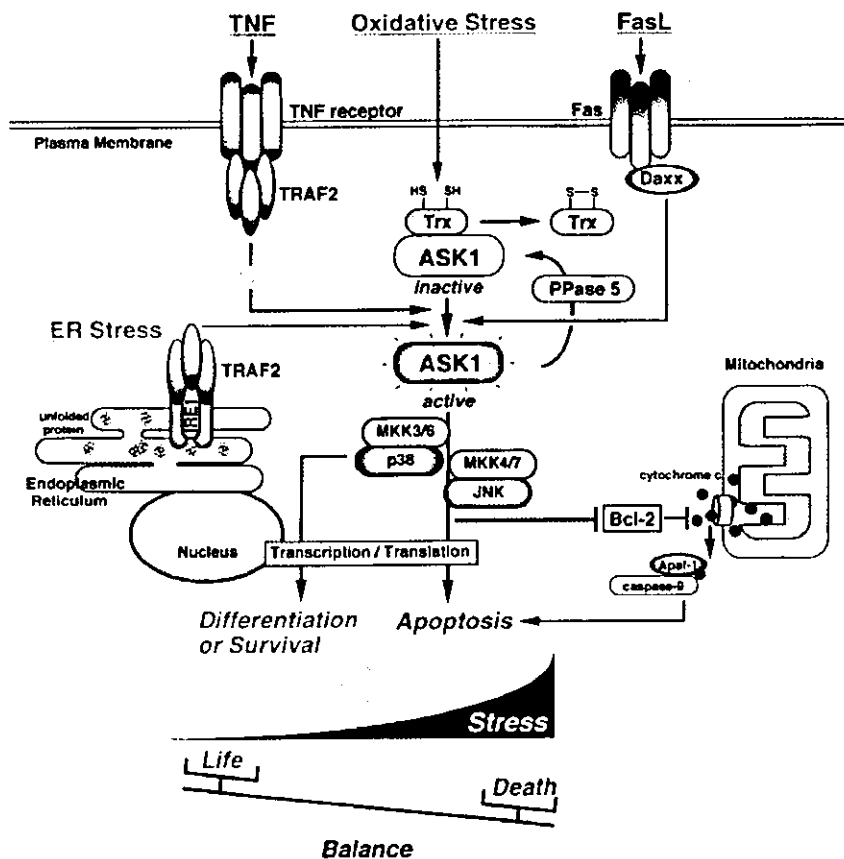 TNF
Oxidative Stress
FasL
TNF receptor
Fas
Plasma Membrane
TRAF2
Daxx
HS SH
S—S
Trx
Trx
ASK1
inactive
PPase 5
ER Stress
TRAF2
ASK1
active
Mitochondria
IRE1
unfolded
protein
MKK3/6
p38
MKK4/7
JNK
cytochrome c
Endoplasmic
Reticulum
Bcl-2
Nucleus
Transcription / Translation
Apaf-1
caspase-9
Differentiation
or Survival
Apoptosis
Stress
Life
Death
Balance